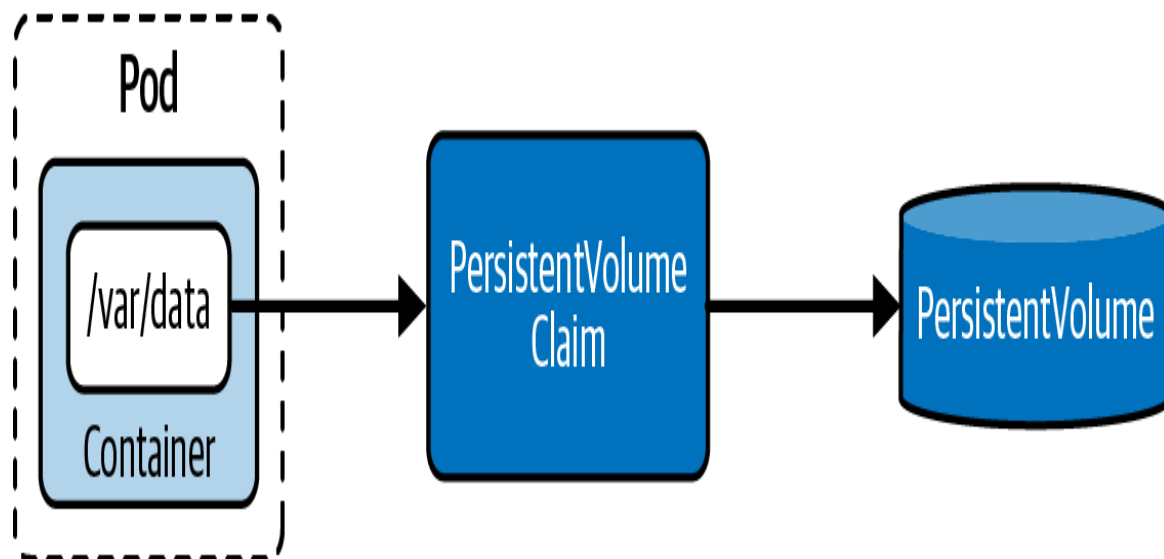 Pod
/var/data
Container
PersistentVolume
Claim
PersistentVolume